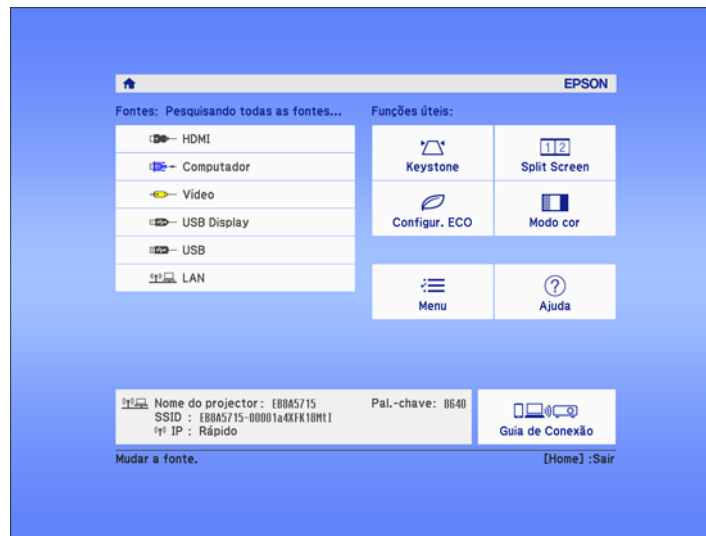 EPSON
Fontes: Pesquisando todas as fontes...
HDMI
Computador
Vídeo
USB Display
USB
LAN
Funções úteis:
Keystone
1 2
Split Screen
Configur. ECO
Modo cor
Menu
?
Ajuda
Nome do projector: EB8A5715
SSID : EB8A5715-00001a4XFK18MtI
IP : Rápido
Pal.-chave: 8640
Guia de Conexão
Mudar a fonte.
[Home] :Sair